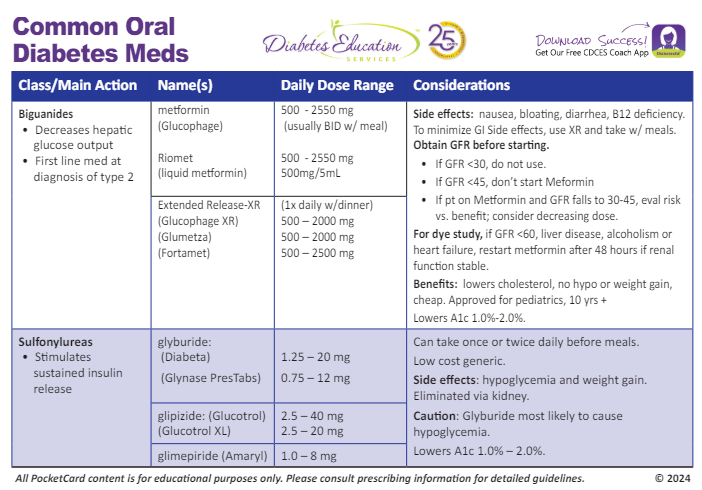 Common Oral
Diabetes Meds
Diabetes Education
SERVICES
25
DOWNLOAD SUCCESS!
Get Our Free CDCES Coach App
Class/Main Action
Name(s)
Daily Dose Range
Considerations
Biguanides
• Decreases hepatic
glucose output
• First line med at
diagnosis of type 2
metformin
(Glucophage)
Riomet
(liquid metformin)
500 - 2550 mg
(usually BID w/ meal)
500 - 2550 mg
500mg/5mL
Extended Release-XR
(Glucophage XR)
(Glumetza)
(Fortamet)
(1x daily w/dinner)
500 – 2000 mg
500 – 2000 mg
500 – 2500 mg
Side effects: nausea, bloating, diarrhea, B12 deficiency.
To minimize GI Side effects, use XR and take w/ meals.
Obtain GFR before starting.
• If GFR <30, do not use.
• If GFR <45, don't start Meformin
• If pt on Metformin and GFR falls to 30-45, eval risk
vs. benefit; consider decreasing dose.
For dye study, if GFR <60, liver disease, alcoholism or
heart failure, restart metformin after 48 hours if renal
function stable.
Benefits: lowers cholesterol, no hypo or weight gain,
cheap. Approved for pediatrics, 10 yrs +
Lowers A1c 1.0%-2.0%.
Sulfonylureas
• Stimulates
sustained insulin
release
glyburide:
(Diabeta)
(Glynase PresTabs)
1.25 – 20 mg
0.75 – 12 mg
glipizide: (Glucotrol)
(Glucotrol XL)
2.5 – 40 mg
2.5 – 20 mg
glimepiride (Amaryl)
1.0 – 8 mg
Can take once or twice daily before meals.
Low cost generic.
Side effects: hypoglycemia and weight gain.
Eliminated via kidney.
Caution: Glyburide most likely to cause
hypoglycemia.
Lowers A1c 1.0% – 2.0%.
All PocketCard content is for educational purposes only. Please consult prescribing information for detailed guidelines.
© 2024